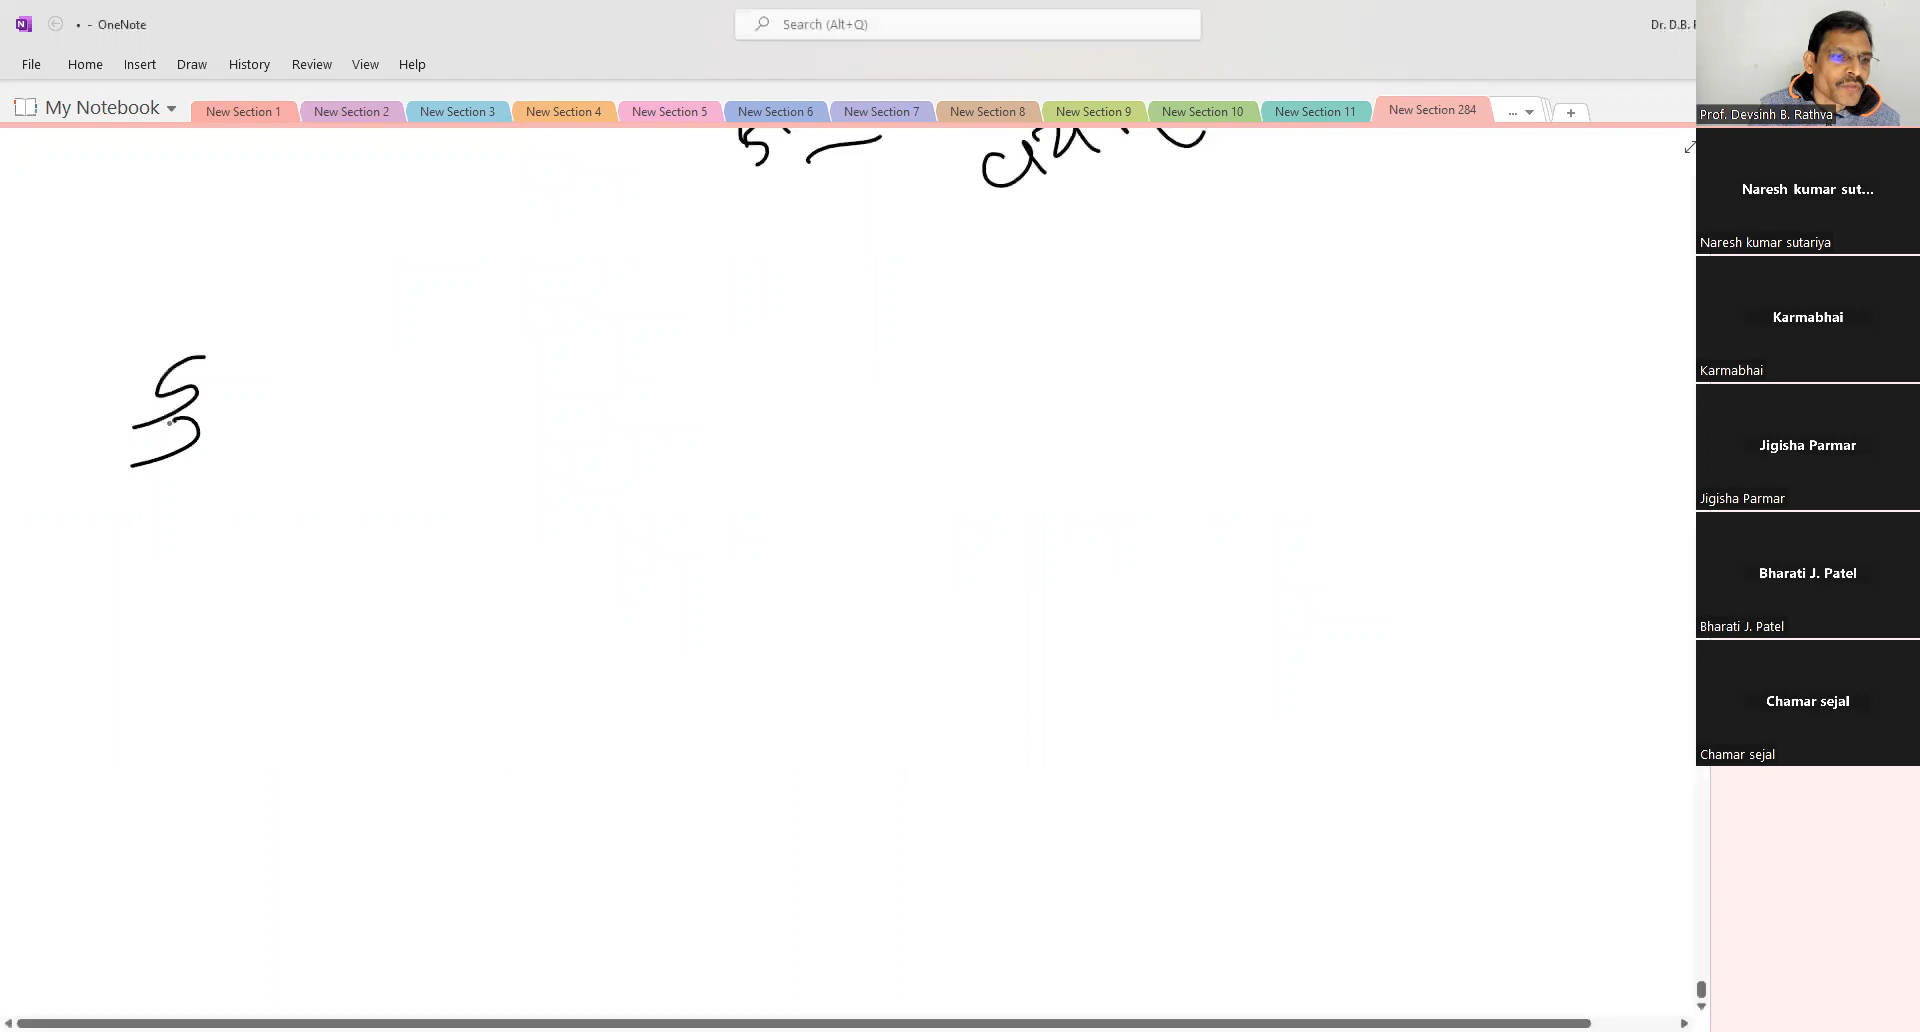 • - OneNote
Search (Alt+Q)
Dr. D.B.
File Home Insert Draw History Review View Help
My Notebook
New Section 1 New Section 2 New Section 3 New Section 4 New Section 5 New Section 6 New Section 7 New Section 8 New Section 9 New Section 10 New Section 11 New Section 284 ...
Prof. Devsinh B. Rathva
Naresh kumar sut...
Naresh kumar sutariya
Karmabhai
Karmabhai
Jigisha Parmar
Jigisha Parmar
Bharati J. Patel
Bharati J. Patel
Chamar sejal
Chamar sejal